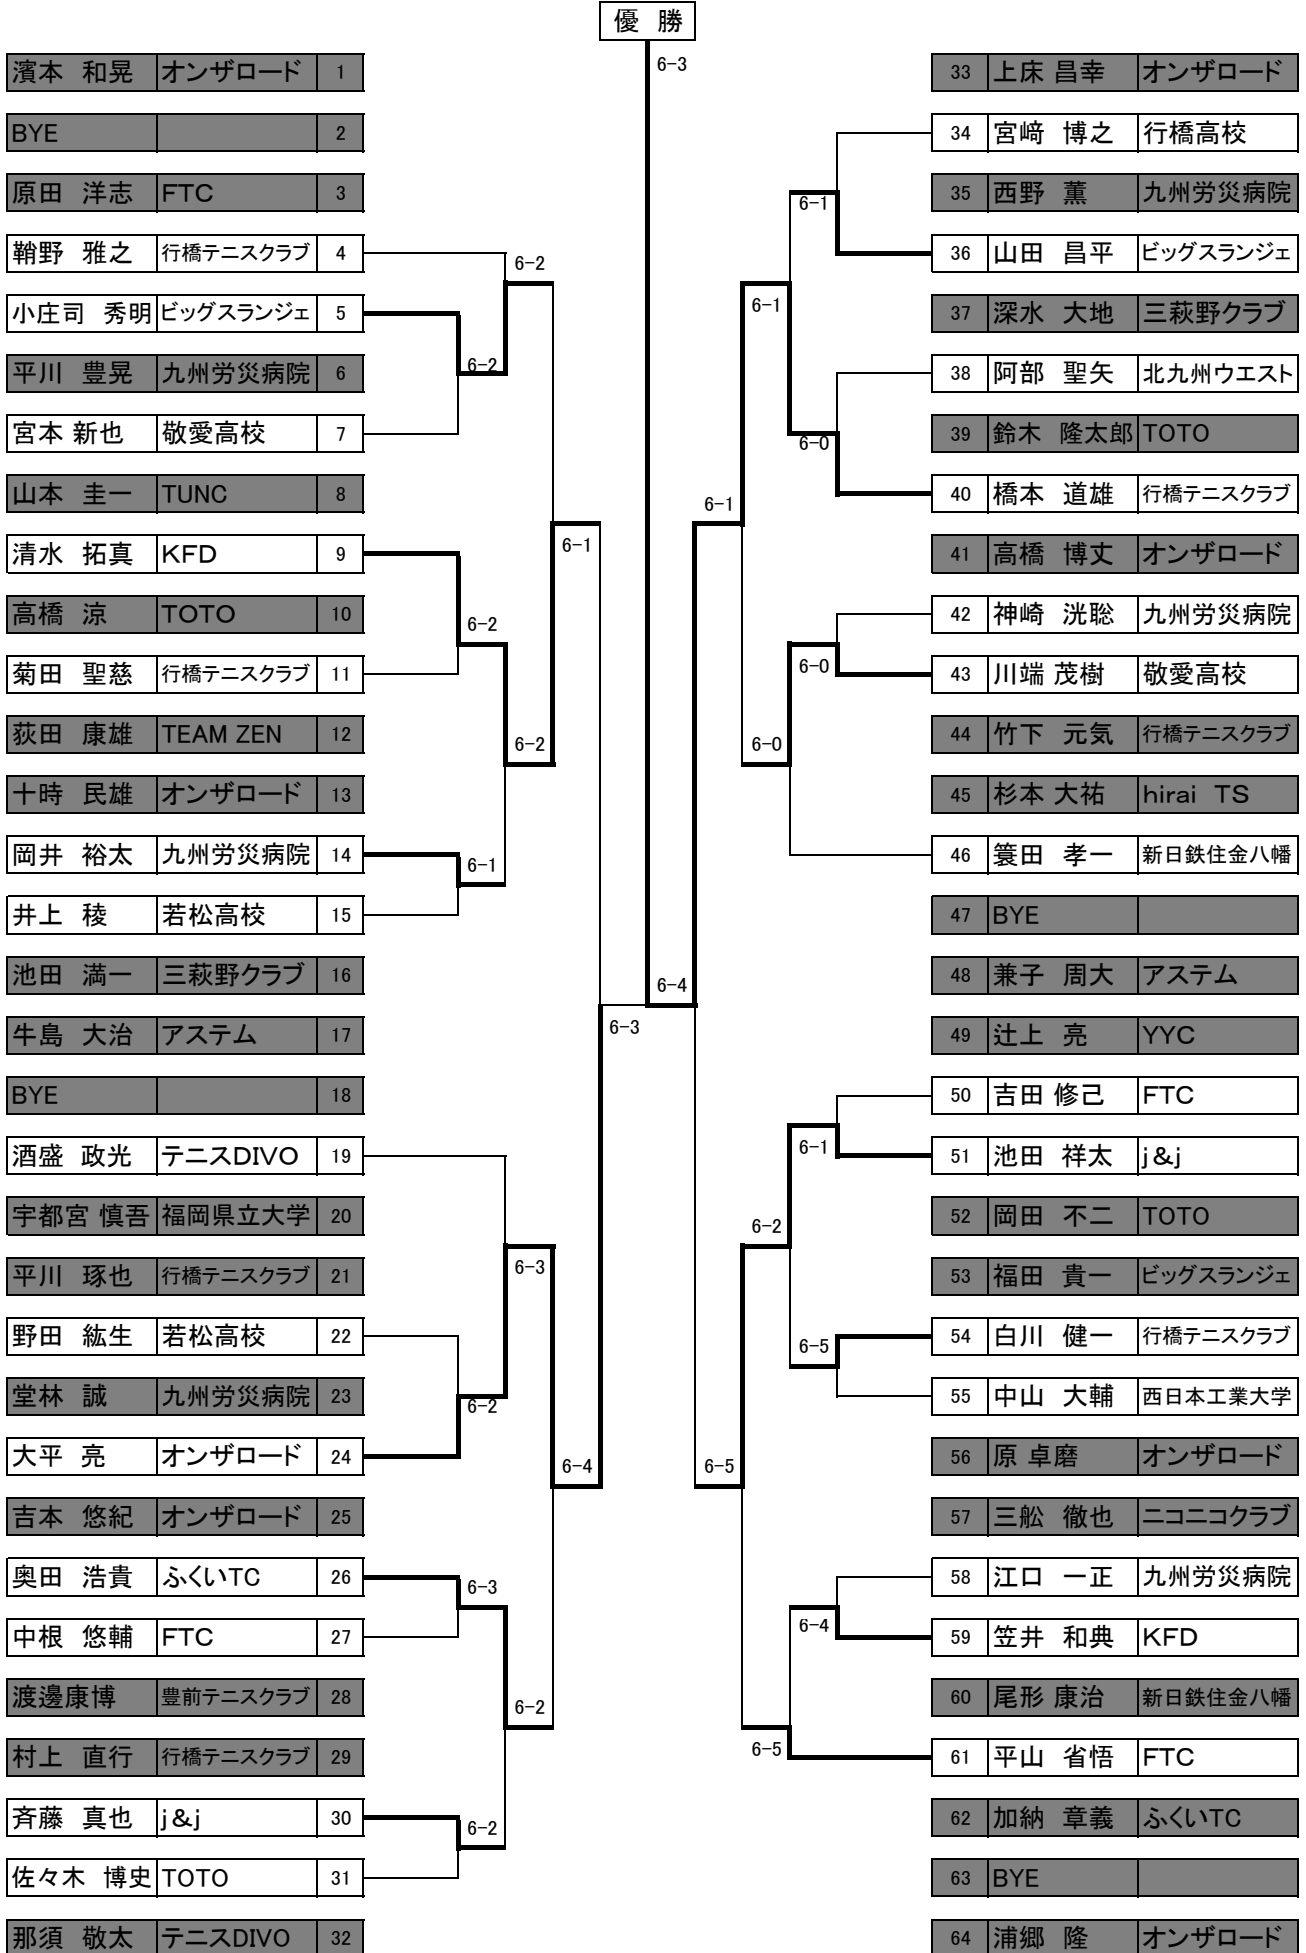 優 勝
6-3
濱本 和晃 オンザロード 1
BYE 2
原田 洋志 FTC 3
鞘野 雅之 行橋テニスクラブ 4
6-2
小庄司 秀明 ビッグスランジェ 5
平川 豊晃 九州労災病院 6
6-2
宮本 新也 敬愛高校 7
山本 圭一 TUNC 8
清水 拓真 KFD 9
6-1
高橋 涼 TOTO 10
6-2
菊田 聖慈 行橋テニスクラブ 11
荻田 康雄 TEAM ZEN 12
6-2
十時 民雄 オンザロード 13
岡井 裕太 九州労災病院 14
6-1
井上 稜 若松高校 15
池田 満一 三萩野クラブ 16
牛島 大治 アステム 17
6-3
BYE 18
酒盛 政光 テニスDIVO 19
宇都宮 慎吾 福岡県立大学 20
平川 琢也 行橋テニスクラブ 21
6-3
野田 紘生 若松高校 22
堂林 誠 九州労災病院 23
6-2
大平 亮 オンザロード 24
6-4
吉本 悠紀 オンザロード 25
奥田 浩貴 ふくいTC 26
6-3
中根 悠輔 FTC 27
渡邊康博 豊前テニスクラブ 28
6-2
村上 直行 行橋テニスクラブ 29
斉藤 真也 j&j 30
6-2
佐々木 博史 TOTO 31
那須 敬太 テニスDIVO 32
33 上床 昌幸 オンザロード
34 宮﨑 博之 行橋高校
35 西野 薫 九州労災病院
6-1
36 山田 昌平 ビッグスランジェ
6-1
37 深水 大地 三萩野クラブ
38 阿部 聖矢 北九州ウエスト
39 鈴木 隆太郎 TOTO
6-0
40 橋本 道雄 行橋テニスクラブ
6-1
41 高橋 博丈 オンザロード
42 神崎 洸聡 九州労災病院
6-0
43 川端 茂樹 敬愛高校
44 竹下 元気 行橋テニスクラブ
6-0
45 杉本 大祐 hirai TS
46 簑田 孝一 新日鉄住金八幡
47 BYE
48 兼子 周大 アステム
6-4
49 辻上 亮 YYC
50 吉田 修己 FTC
6-1
51 池田 祥太 j&j
52 岡田 不二 TOTO
6-2
53 福田 貴一 ビッグスランジェ
54 白川 健一 行橋テニスクラブ
6-5
55 中山 大輔 西日本工業大学
56 原 卓磨 オンザロード
6-5
57 三舩 徹也 ニコニコクラブ
58 江口 一正 九州労災病院
6-4
59 笠井 和典 KFD
60 尾形 康治 新日鉄住金八幡
6-5
61 平山 省悟 FTC
62 加納 章義 ふくいTC
63 BYE
64 浦郷 隆 オンザロード